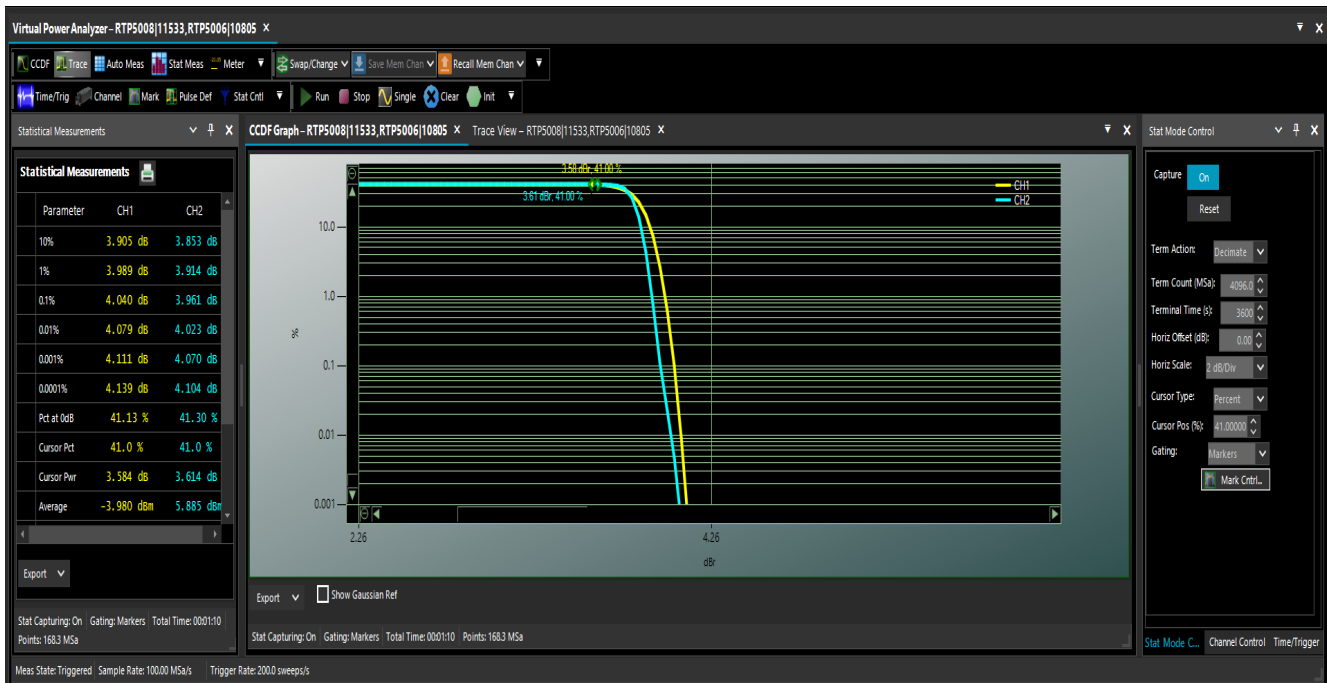 Virtual Power Analyzer – RTP5008|11533,RTP5006|10805 ×
CCDF Trace Auto Meas Stat Meas Meter Swap/Change Save Mem Chan Recall Mem Chan
Time/Trig Channel Mark Pulse Def Stat Cntl Run Stop Single Clear Init
Statistical Measurements
Statistical Measurements
Parameter CH1 CH2
10% 3.905 dB 3.853 dB
1% 3.989 dB 3.914 dB
0.1% 4.040 dB 3.961 dB
0.01% 4.079 dB 4.023 dB
0.001% 4.111 dB 4.070 dB
0.0001% 4.139 dB 4.104 dB
Pct at 0dB 41.13 % 41.30 %
Cursor Pct 41.0 % 41.0 %
Cursor Pwr 3.584 dB 3.614 dB
Average -3.980 dBm 5.885 dBm
Export
Stat Capturing: On Gating: Markers Total Time: 00:01:10
Points: 168.3 MSa
CCDF Graph – RTP5008|11533,RTP5006|10805 × Trace View – RTP5008|11533,RTP5006|10805 ×
3.58 dBr, 41.00 %
3.61 dBr, 41.00 %
CH1
CH2
10.0
1.0
%
0.1
0.01
0.001
2.26 4.26
dBr
Export Show Gaussian Ref
Stat Capturing: On Gating: Markers Total Time: 00:01:10 Points: 168.3 MSa
Stat Mode Control
Capture On
Reset
Term Action: Decimate
Term Count (MSa): 4096.0
Terminal Time (s): 3600
Horiz Offset (dB): 0.00
Horiz Scale: 2 dB/Div
Cursor Type: Percent
Cursor Pos (%): 41.00000
Gating: Markers
Mark Cntrl...
Stat Mode C... Channel Control Time/Trigger
Meas State: Triggered Sample Rate: 100.00 MSa/s Trigger Rate: 200.0 sweeps/s